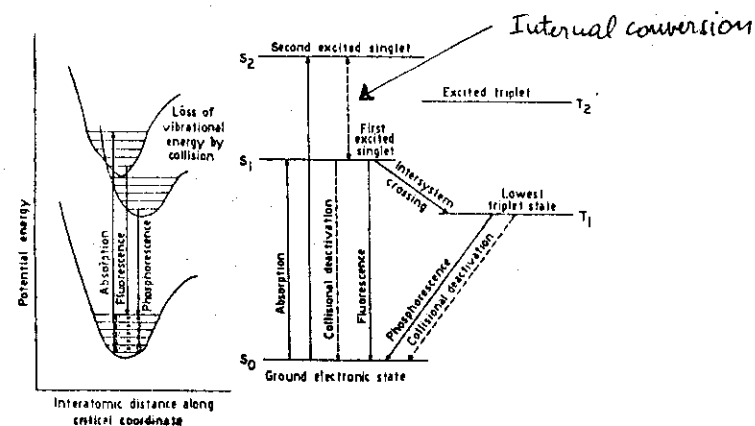 Internal conversion
S2
Second excited singlet
A
Excited triplet
T2
Loss of
vibrational
energy by
collision
First
excited
singlet
S1
Intersystem
crossing
Lowest
triplet state
T1
Potential energy
Absorption
Fluorescence
Phosphorescence
Absorption
Collisional deactivation
Fluorescence
Phosphorescence
Collisional deactivation
S0
Ground electronic state
Interatomic distance along
critical coordinate